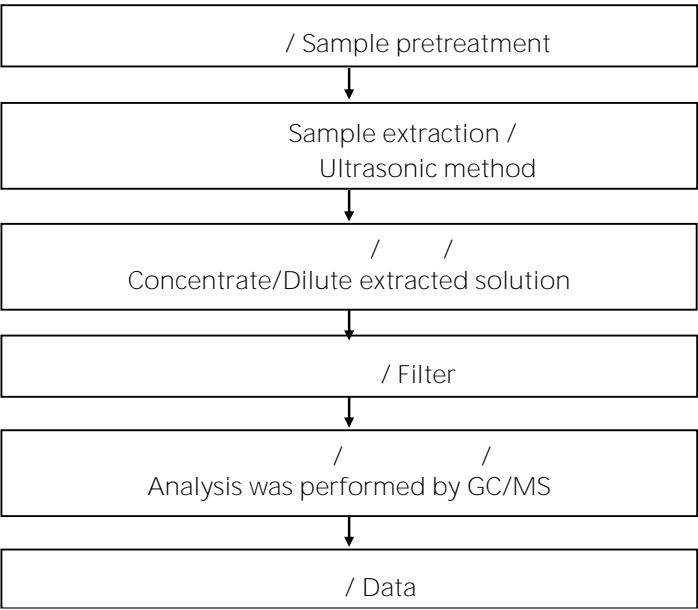 / Sample pretreatment
Sample extraction /
Ultrasonic method
/ / 
Concentrate/Dilute extracted solution
/ Filter
/ /
Analysis was performed by GC/MS
/ Data